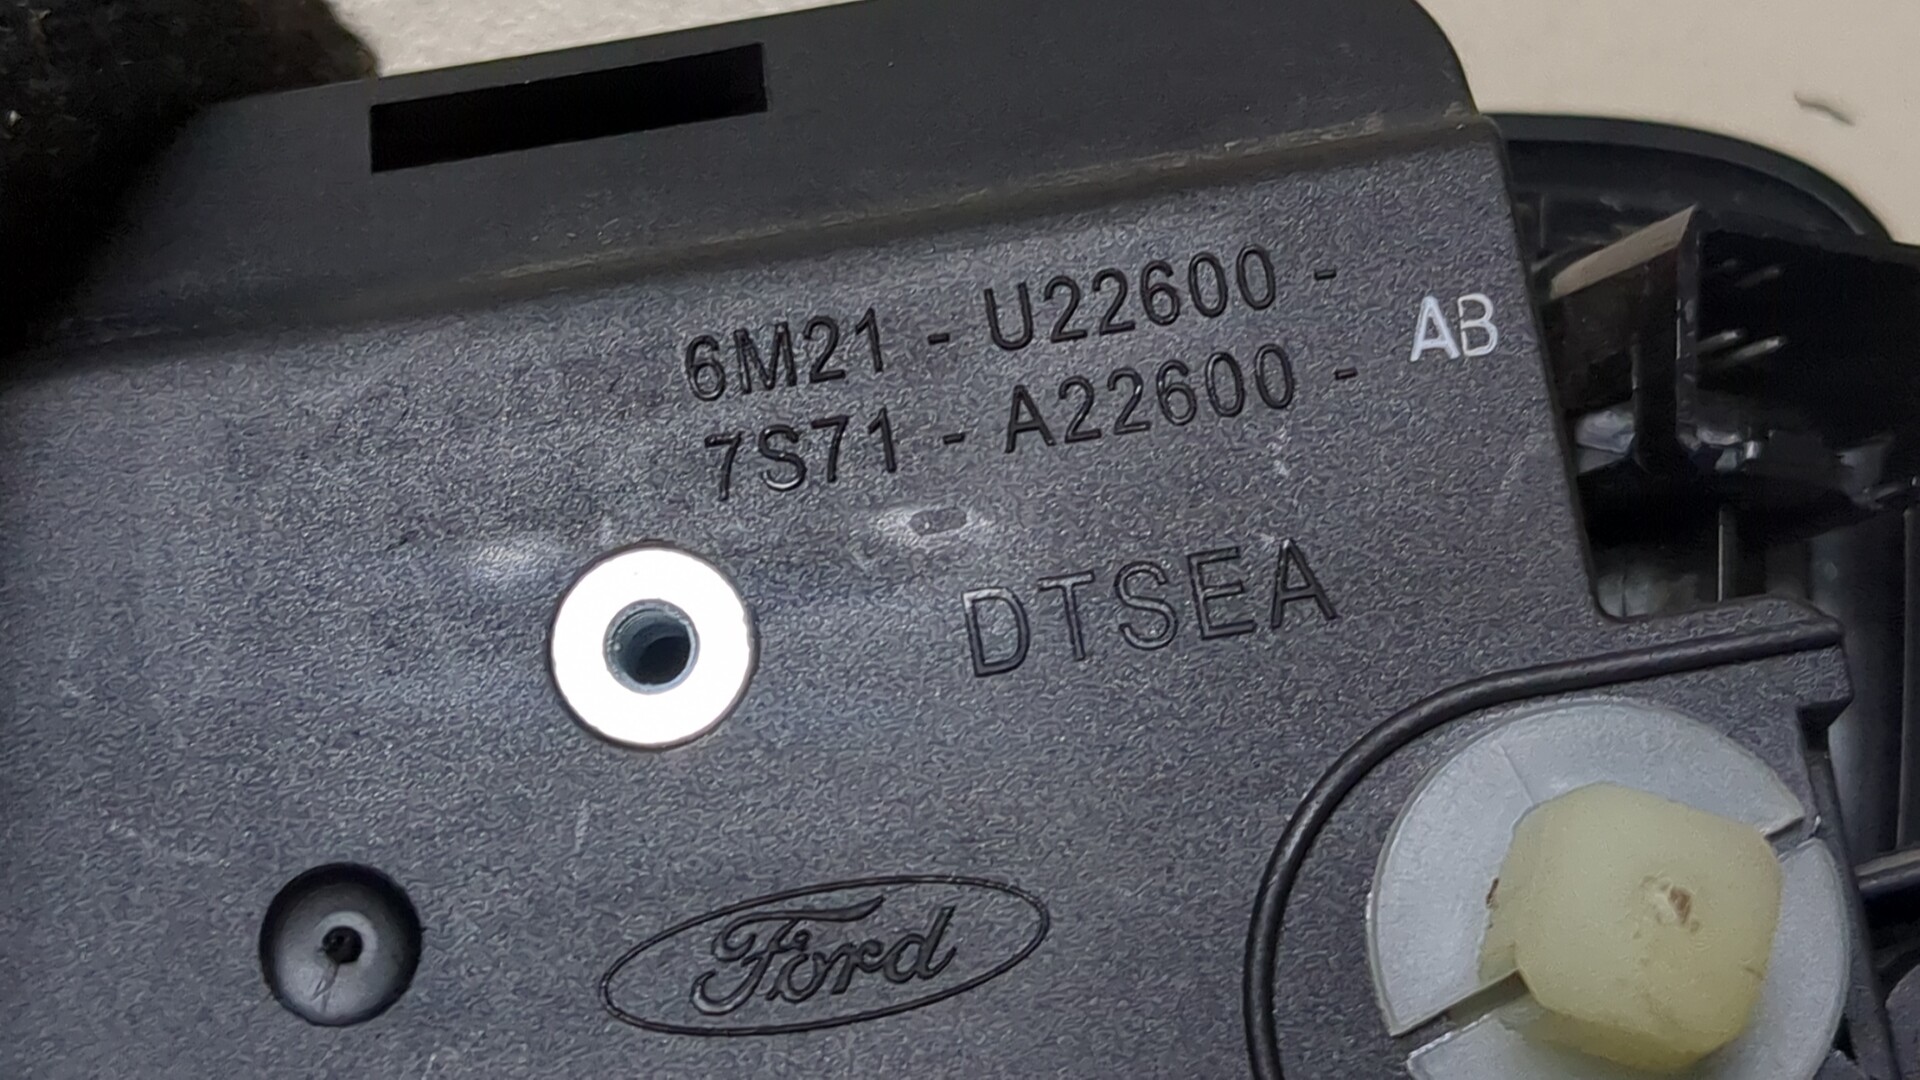 6M21 - U22600 -
7S71 - A22600 - AB
DTSEA
Ford